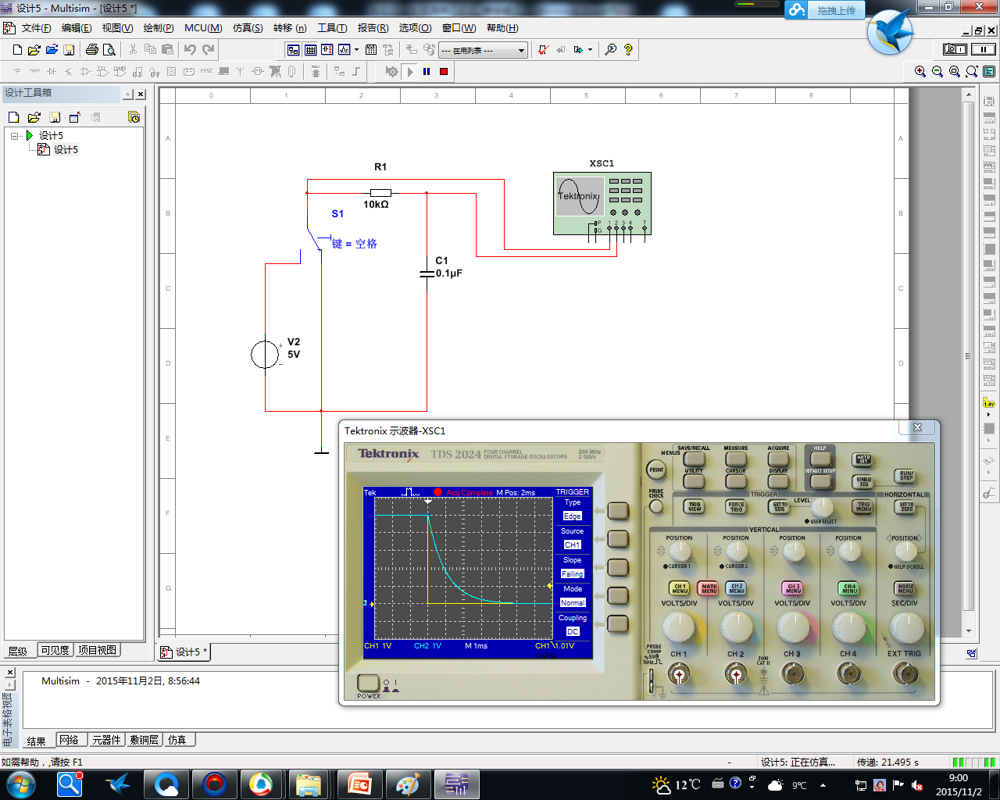 设计5 - Multisim - [设计5 *]
拖拽上传
文件(F) 编辑(E) 视图(V) 绘制(P) MCU(M) 仿真(S) 转移 (n) 工具(T) 报告(R) 选项(O) 窗口(W) 帮助(H)
--- 在用列表 ---
MISC
设计工具箱
设计5
设计5
层级 可见度 项目视图
0 1 2 3 4 5 6 7 8
A A
B B
C C
D D
E
F
G
R1
10kΩ
S1
键 = 空格
C1
0.1µF
V2
5V
XSC1
Tektronix
P
G
1 2 3 4 T
1.4v
设计5 *
Tektronix 示波器-XSC1
Tektronix TDS 2024 FOUR CHANNEL DIGITAL STORAGE OSCILLOSCOPE 200 MHz 2 GS/s
Tek Acq Complete M Pos: 2ms TRIGGER
Type
Edge
Source
CH1
Slope
Falling
Mode
Normal
Coupling
DC
CH1 1V CH2 1V M 1ms CH1 1.01V
POWER
PRINT
MENUS
SAVE/RECALL MEASURE ACQUIRE
UTILITY CURSOR DISPLAY
HELP
DEFAULT SETUP
AUTO SET
SINGLE SEQ
RUN/ STOP
PROBE CHECK
TRIGGER
TRIG VIEW
FORCE TRIG
SET TO 50%
LEVEL
USER SELECT
TRIG MENU
HORIZONTAL
SET TO ZERO
VERTICAL
POSITION POSITION POSITION POSITION POSITION
CURSOR 1 CURSOR 2 HELP SCROLL
CH 1 MENU
MATH MENU
CH 2 MENU
CH 3 MENU
CH 4 MENU
HORIZ MENU
VOLTS/DIV VOLTS/DIV VOLTS/DIV VOLTS/DIV SEC/DIV
PROBE COMP
~5V
1kHz
CH 1 CH 2 CH 3 CH 4 EXT TRIG
300V CAT II
电子表格视图
Multisim - 2015年11月2日, 8:56:44
结果 网络 元器件 敷铜层 仿真
如需帮助，,请按 F1
- 设计5: 正在仿真... 传递: 21.495 s
12℃
9℃
9:00
2015/11/2